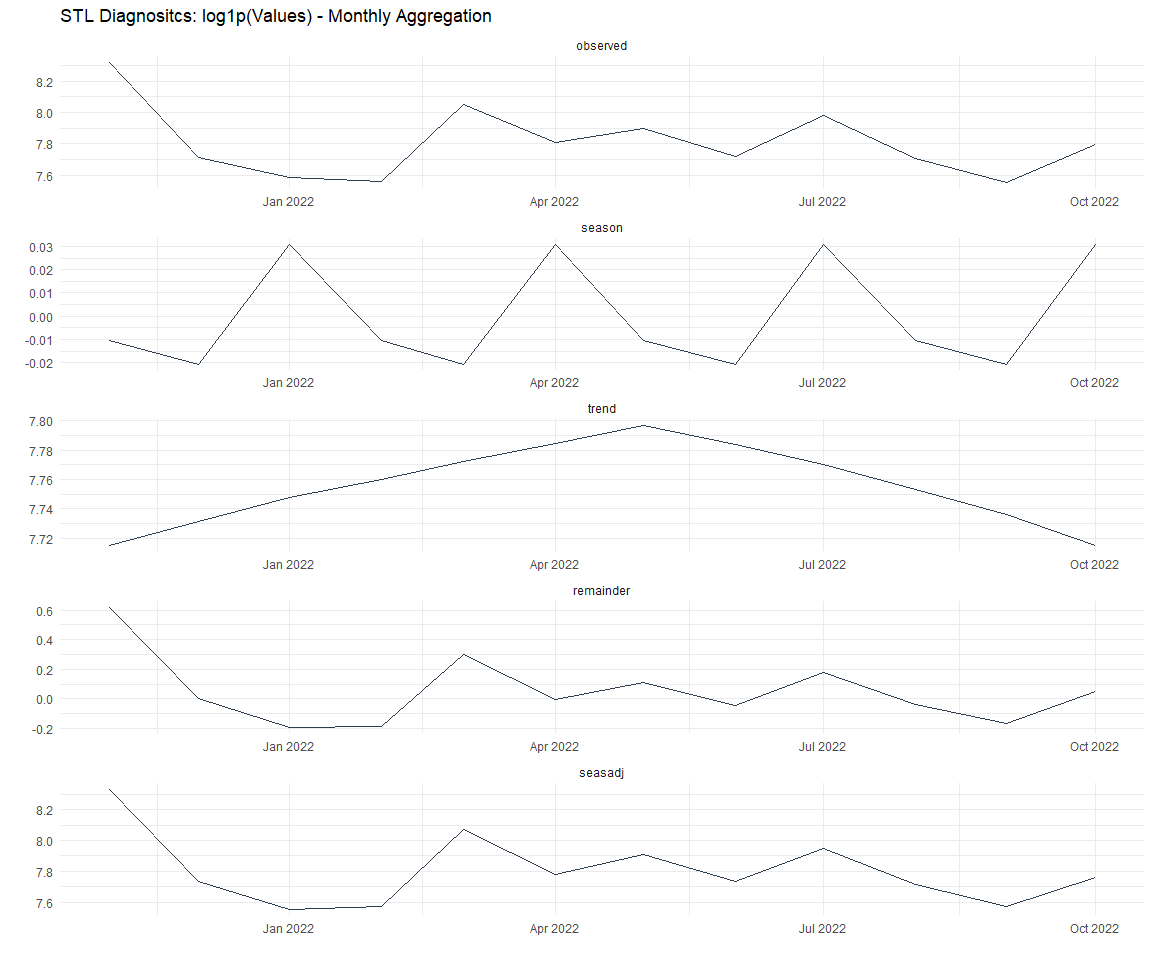 STL Diagnositcs: log1p(Values) - Monthly Aggregation
observed
8.2
8.0
7.8
7.6
Jan 2022 Apr 2022 Jul 2022 Oct 2022
season
0.03
0.02
0.01
0.00
-0.01
-0.02
Jan 2022 Apr 2022 Jul 2022 Oct 2022
trend
7.80
7.78
7.76
7.74
7.72
Jan 2022 Apr 2022 Jul 2022 Oct 2022
remainder
0.6
0.4
0.2
0.0
-0.2
Jan 2022 Apr 2022 Jul 2022 Oct 2022
seasadj
8.2
8.0
7.8
7.6
Jan 2022 Apr 2022 Jul 2022 Oct 2022